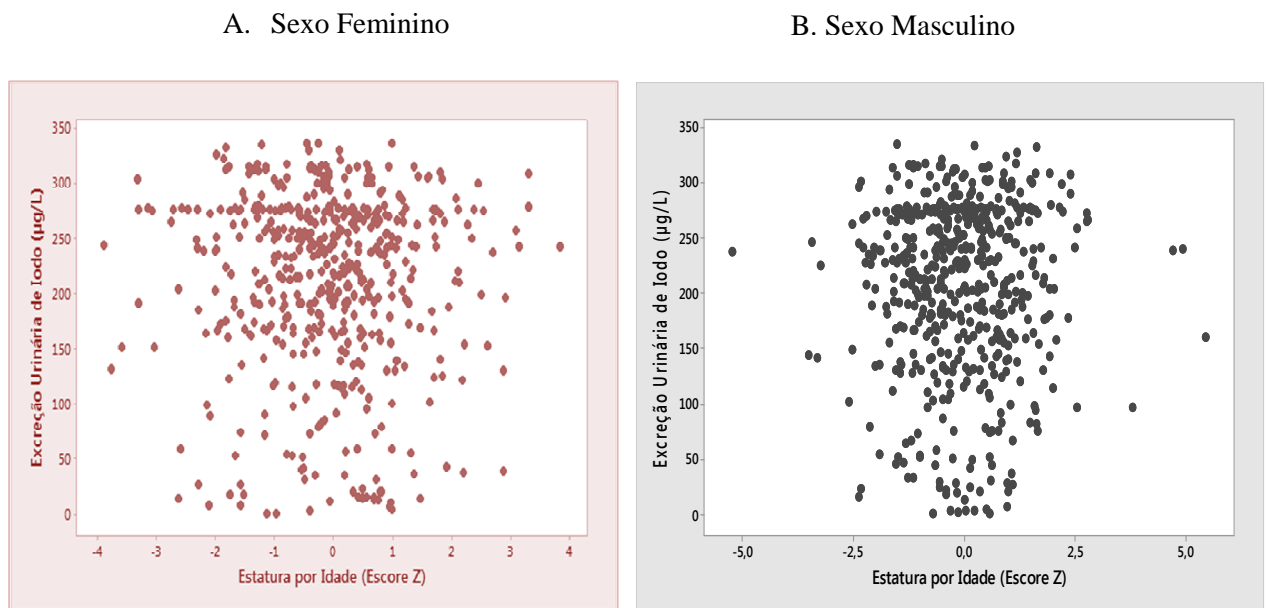 A. Sexo Feminino
B. Sexo Masculino
Excreção Urinária de Iodo (µg/L)
350
300
250
200
150
100
50
0
-4 -3 -2 -1 0 1 2 3 4
Estatura por Idade (Escore Z)
Excreção Urinária de Iodo (µg/L)
350
300
250
200
150
100
50
0
-5,0 -2,5 0,0 2,5 5,0
Estatura por Idade (Escore Z)